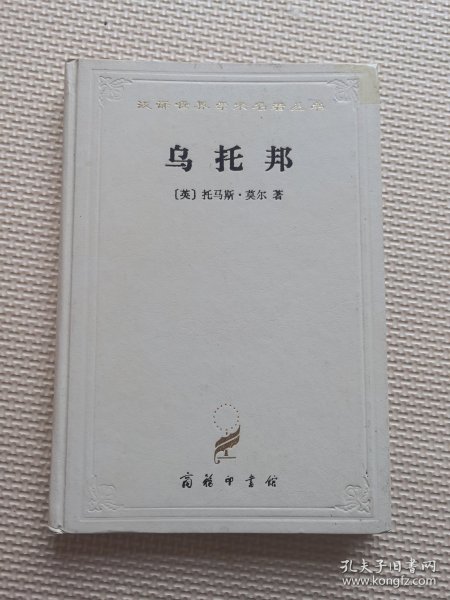 汉译世界学术名著丛书
乌托邦
〔英〕托马斯·莫尔 著
商务印书馆
孔夫子旧书网
www.kongfz.com